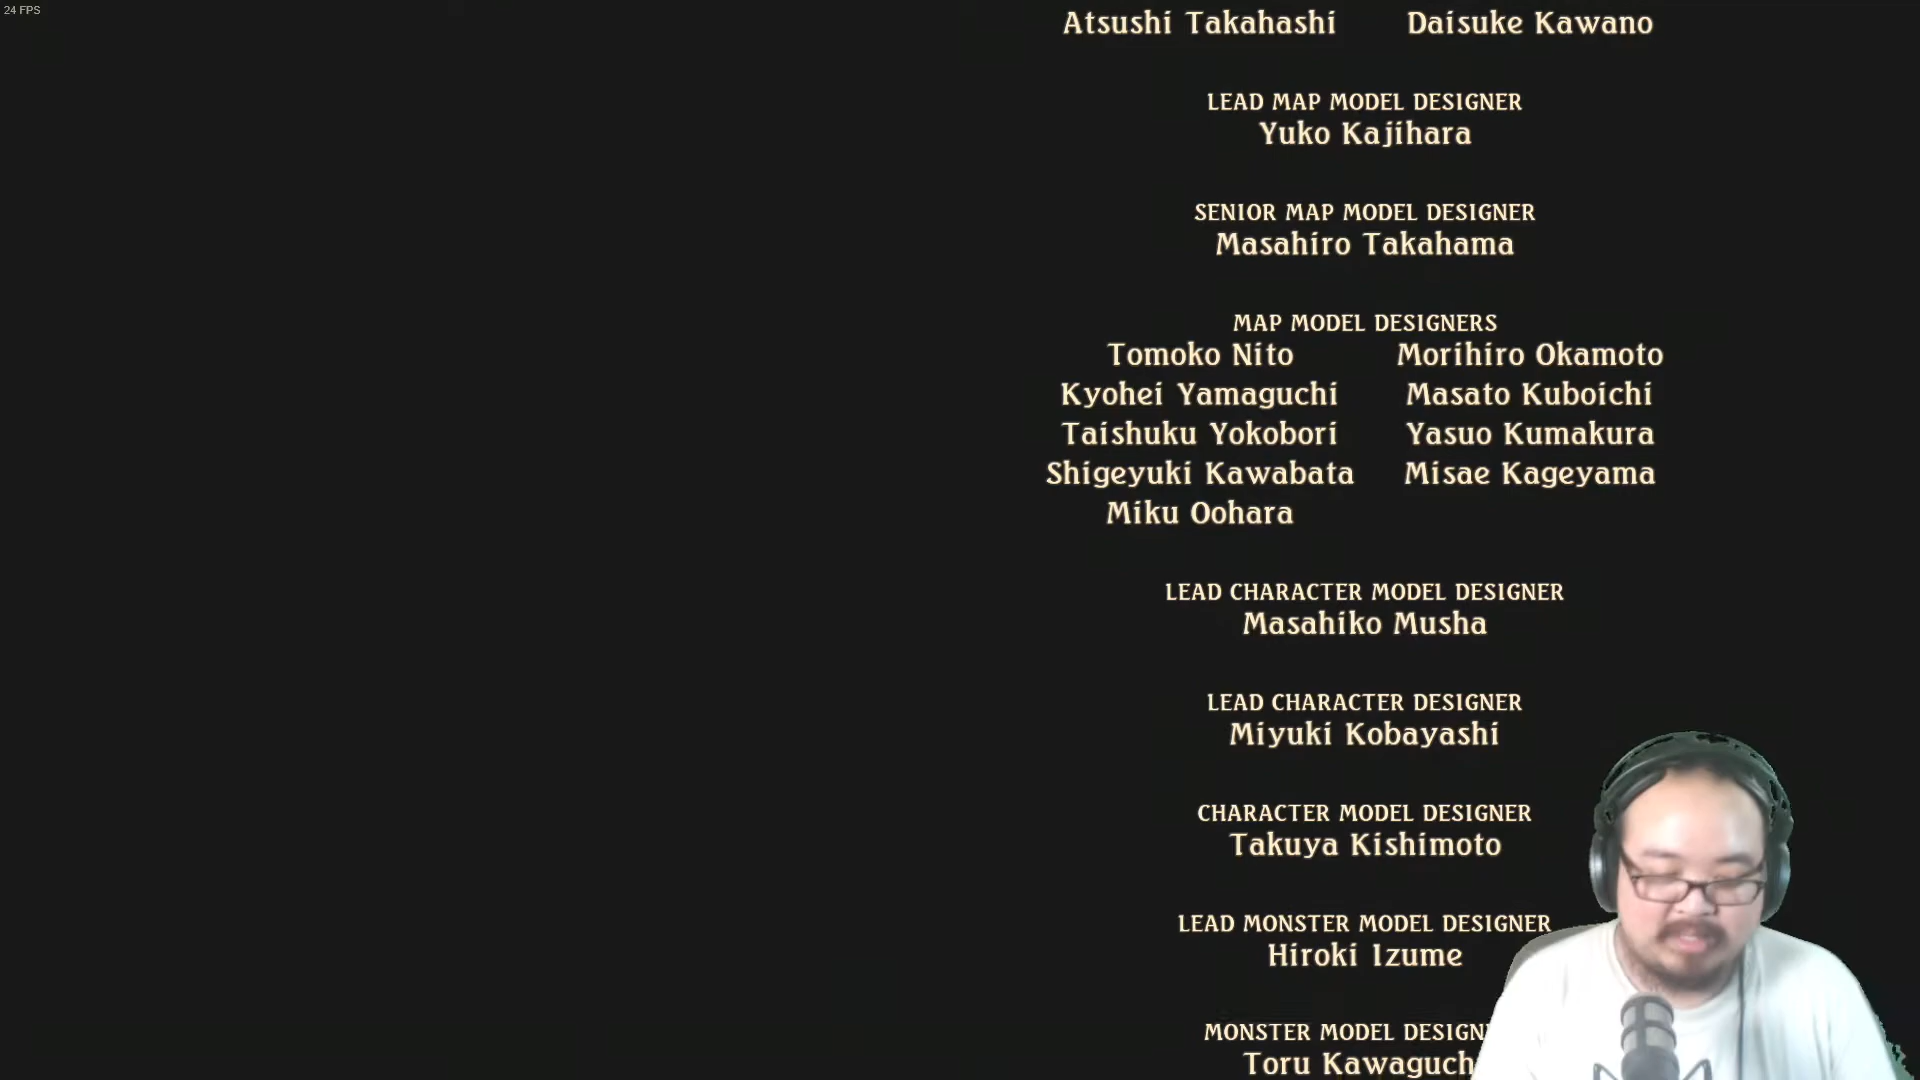 24 FPS
Atsushi Takahashi Daisuke Kawano
LEAD MAP MODEL DESIGNER
Yuko Kajihara
SENIOR MAP MODEL DESIGNER
Masahiro Takahama
MAP MODEL DESIGNERS
Tomoko Nito Morihiro Okamoto
Kyohei Yamaguchi Masato Kuboichi
Taishuku Yokobori Yasuo Kumakura
Shigeyuki Kawabata Misae Kageyama
Miku Oohara
LEAD CHARACTER MODEL DESIGNER
Masahiko Musha
LEAD CHARACTER DESIGNER
Miyuki Kobayashi
CHARACTER MODEL DESIGNER
Takuya Kishimoto
LEAD MONSTER MODEL DESIGNER
Hiroki Izume
MONSTER MODEL
Toru